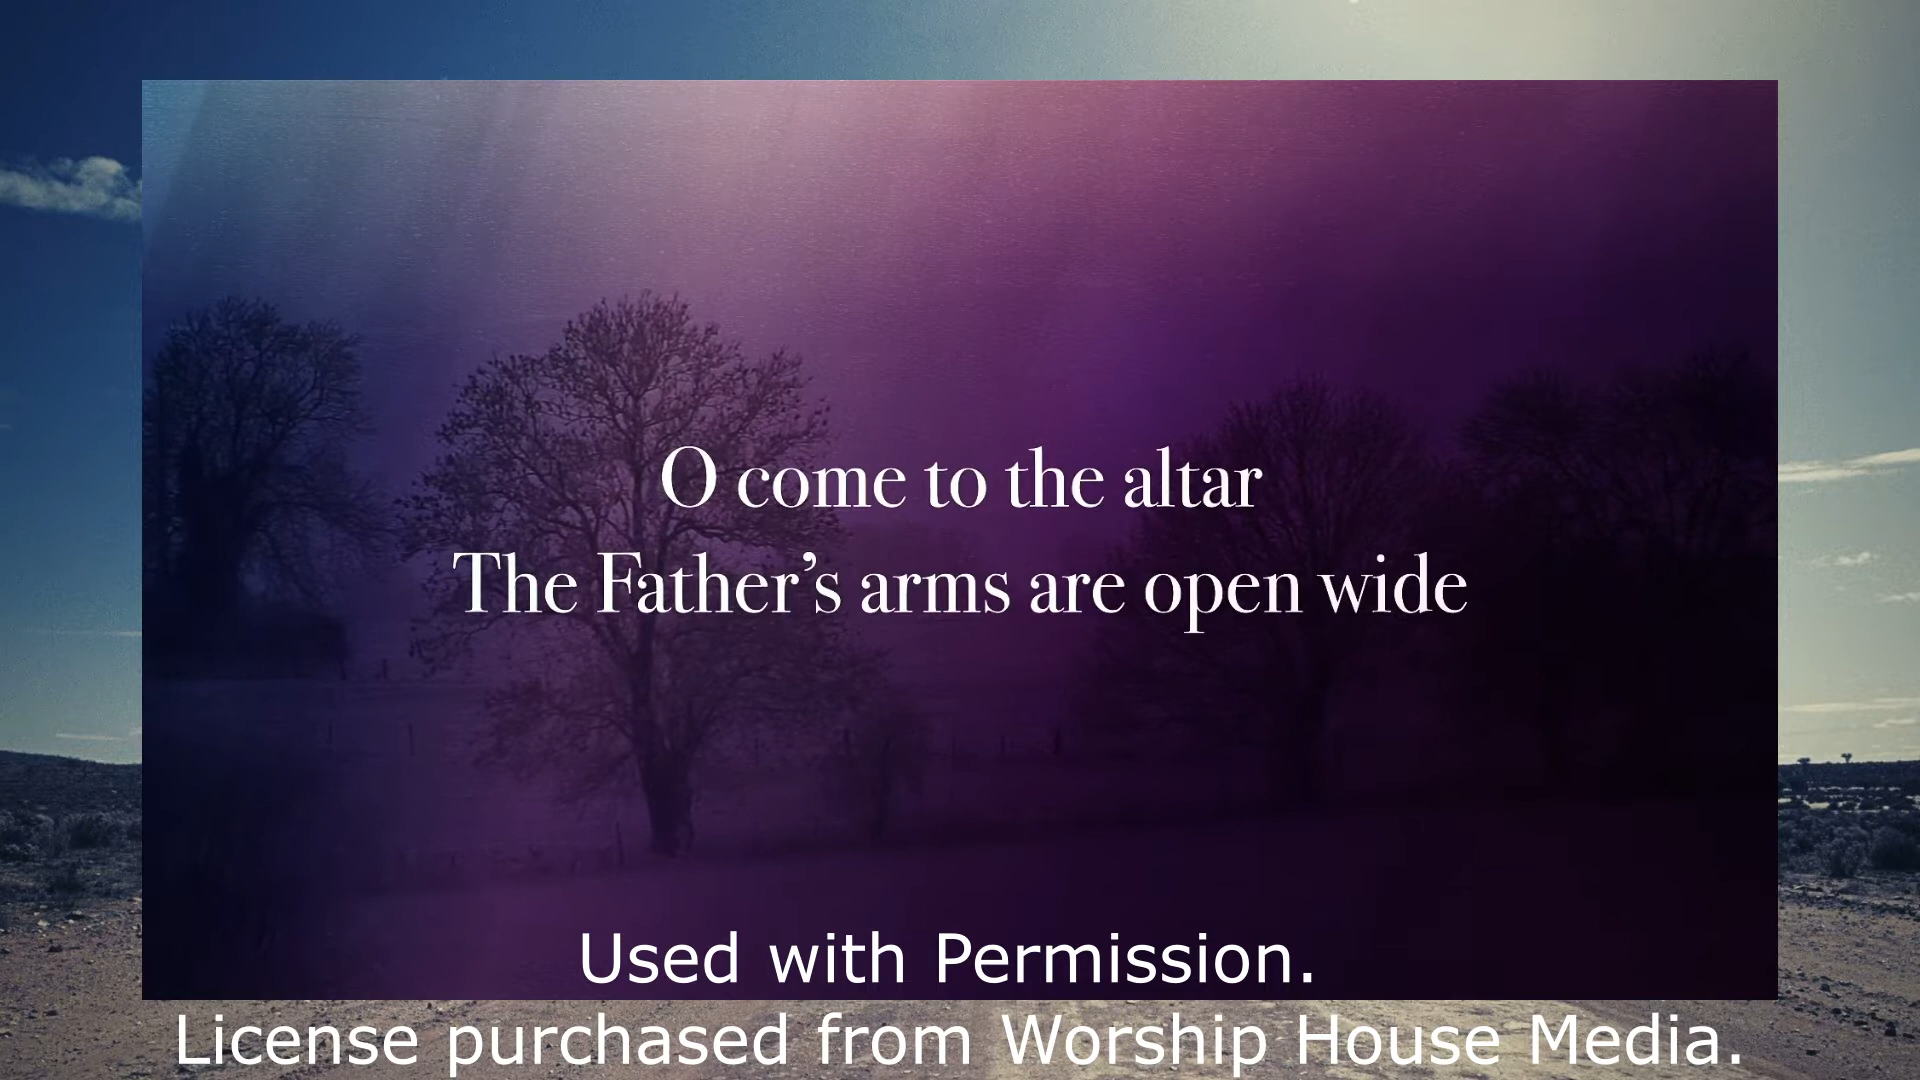 O come to the altar
The Father’s arms are open wide
Used with Permission.
License purchased from Worship House Media.